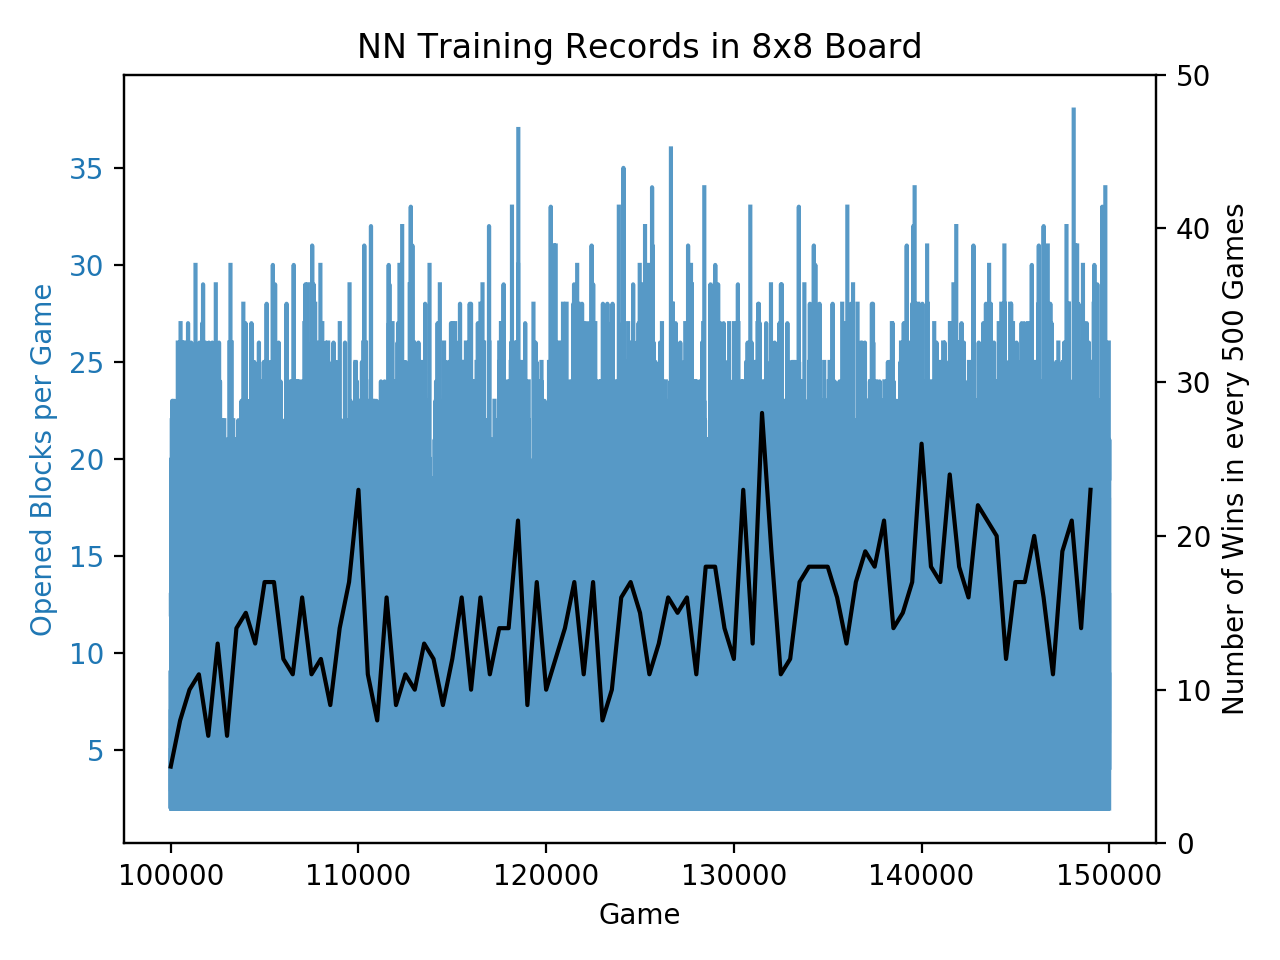 NN Training Records in 8x8 Board
Opened Blocks per Game
35
30
25
20
15
10
5
50
40
30
20
10
0
Number of Wins in every 500 Games
100000 110000 120000 130000 140000 150000
Game